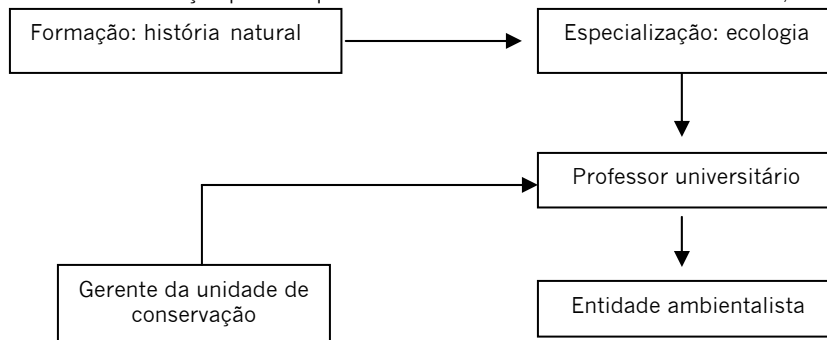 Formação: história natural
Especialização: ecologia
Professor universitário
Gerente da unidade de
conservação
Entidade ambientalista